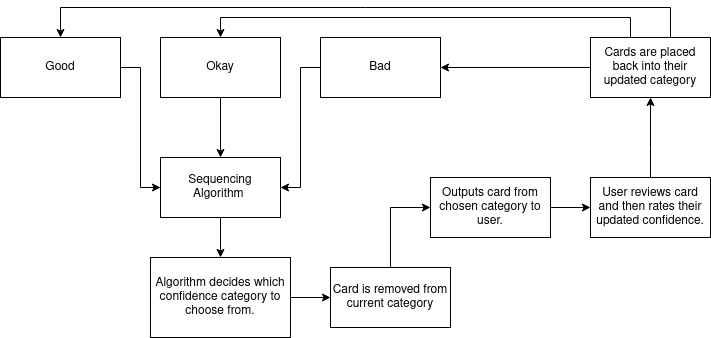 Good
Okay
Bad
Cards are placed
back into their
updated category
Sequencing
Algorithm
Outputs card from
chosen category to
user.
User reviews card
and then rates their
updated confidence.
Algorithm decides which
confidence category to
choose from.
Card is removed from
current category